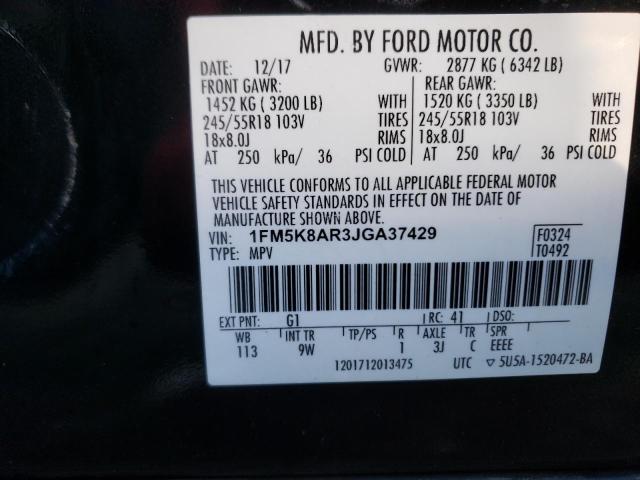 MFD. BY FORD MOTOR CO.
DATE: 12/17 GVWR: 2877 KG ( 6342 LB)
FRONT GAWR: REAR GAWR:
1452 KG ( 3200 LB) WITH 1520 KG ( 3350 LB) WITH
245/55R18 103V TIRES 245/55R18 103V TIRES
18x8.0J RIMS 18x8.0J RIMS
AT 250 kPa/ 36 PSI COLD AT 250 kPa/ 36 PSI COLD
THIS VEHICLE CONFORMS TO ALL APPLICABLE FEDERAL MOTOR
VEHICLE SAFETY STANDARDS IN EFFECT ON THE DATE OF
MANUFACTURE SHOWN ABOVE.
VIN: 1FM5K8AR3JGA37429 F0324
TYPE: MPV T0492
EXT PNT: G1 RC: 41 DSO:
WB INT TR TP/PS R AXLE TR SPR
113 9W 1 3J C EEEE
1201712013475 UTC ▽ 5U5A-1520472-BA